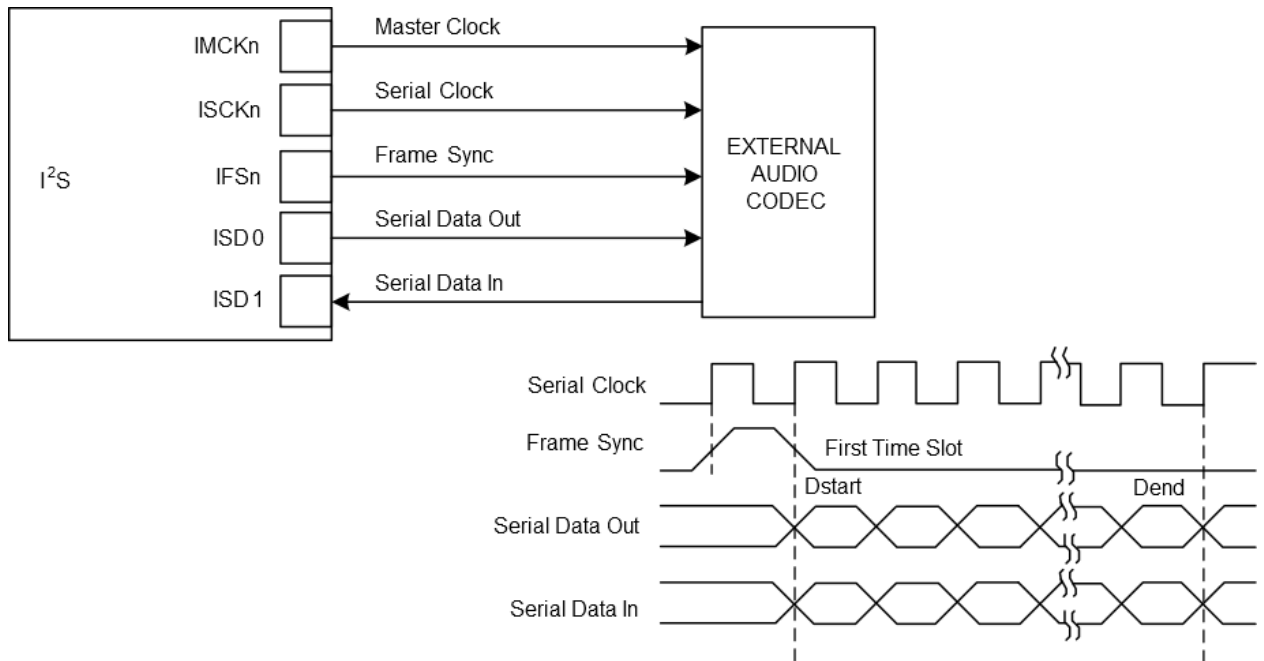 IMCKn
Master Clock
ISCKn
Serial Clock
IFSn
Frame Sync
ISD0
Serial Data Out
ISD1
Serial Data In
I²S
EXTERNAL
AUDIO
CODEC
Serial Clock
Frame Sync
First Time Slot
Dstart
Dend
Serial Data Out
Serial Data In